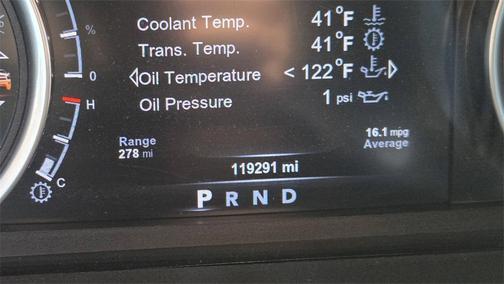 Coolant Temp. 41°F
Trans. Temp. 41°F
Oil Temperature < 122°F
Oil Pressure 1 psi
%
0
H
C
Range
278 mi
16.1 mpg
Average
119291 mi
P R N D